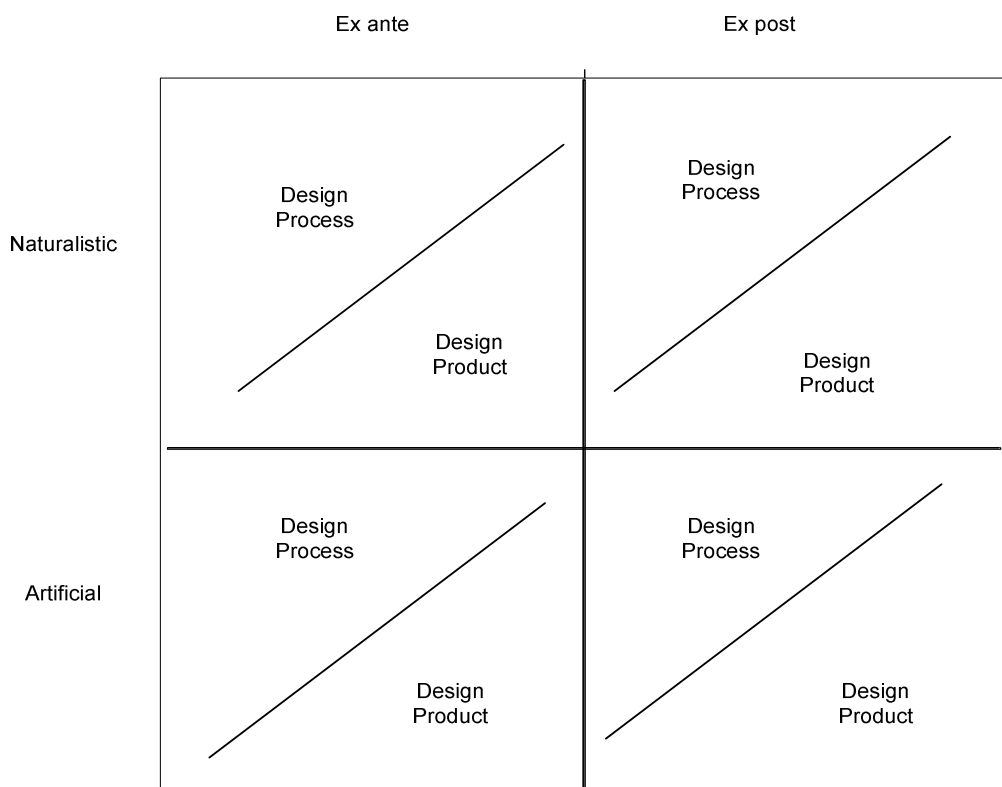 Ex ante
Ex post
Naturalistic
Design
Process
Design
Product
Design
Process
Design
Product
Artificial
Design
Process
Design
Product
Design
Process
Design
Product